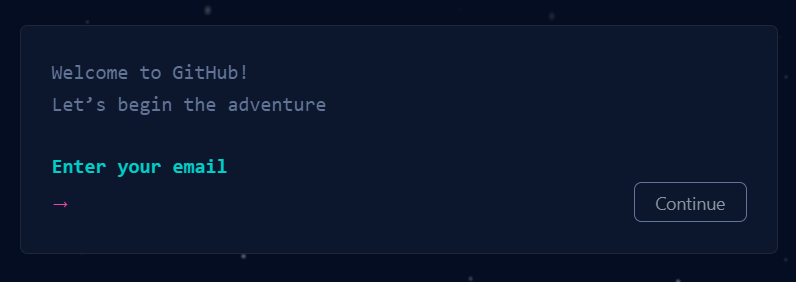 Welcome to GitHub!
Let’s begin the adventure
Enter your email
→
Continue